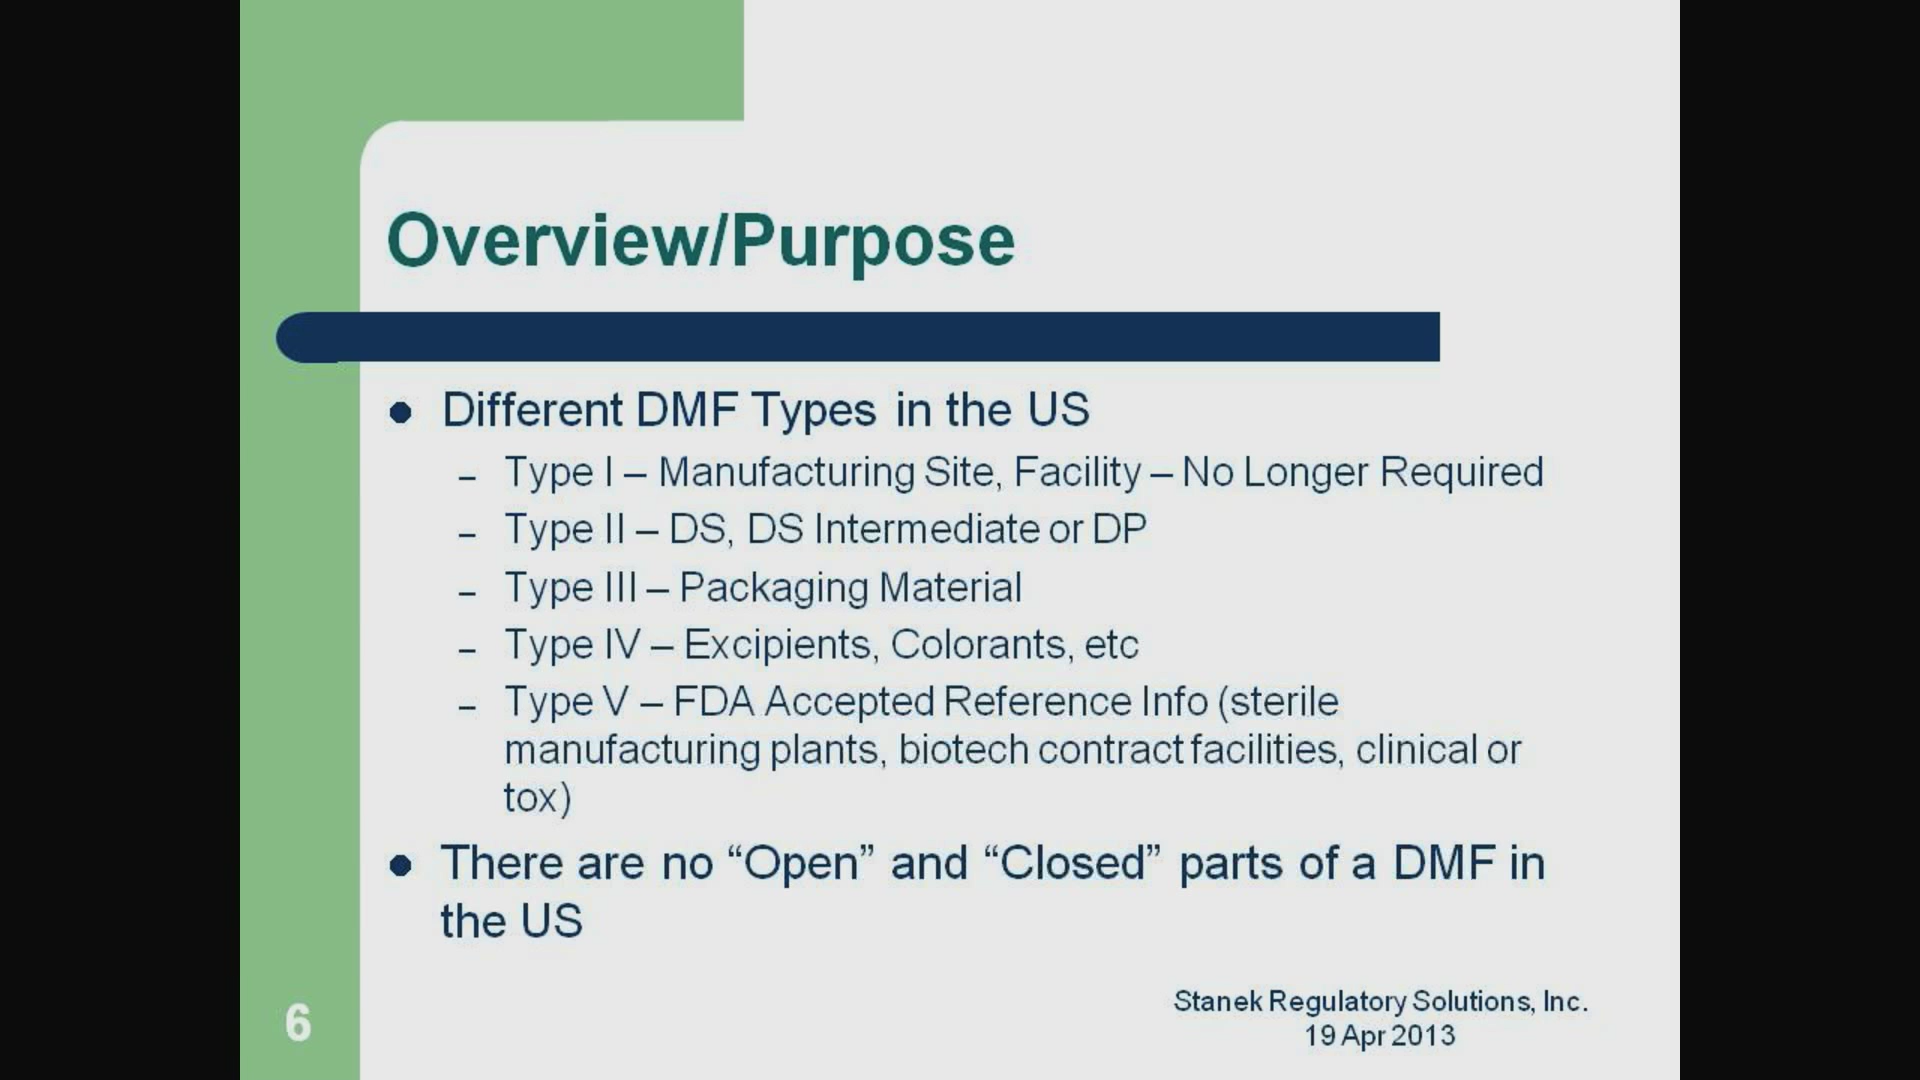 Overview/Purpose
● Different DMF Types in the US
– Type I – Manufacturing Site, Facility – No Longer Required
– Type II – DS, DS Intermediate or DP
– Type III – Packaging Material
– Type IV – Excipients, Colorants, etc
– Type V – FDA Accepted Reference Info (sterile
manufacturing plants, biotech contract facilities, clinical or
tox)
● There are no “Open” and “Closed” parts of a DMF in
the US
6
Stanek Regulatory Solutions, Inc.
19 Apr 2013